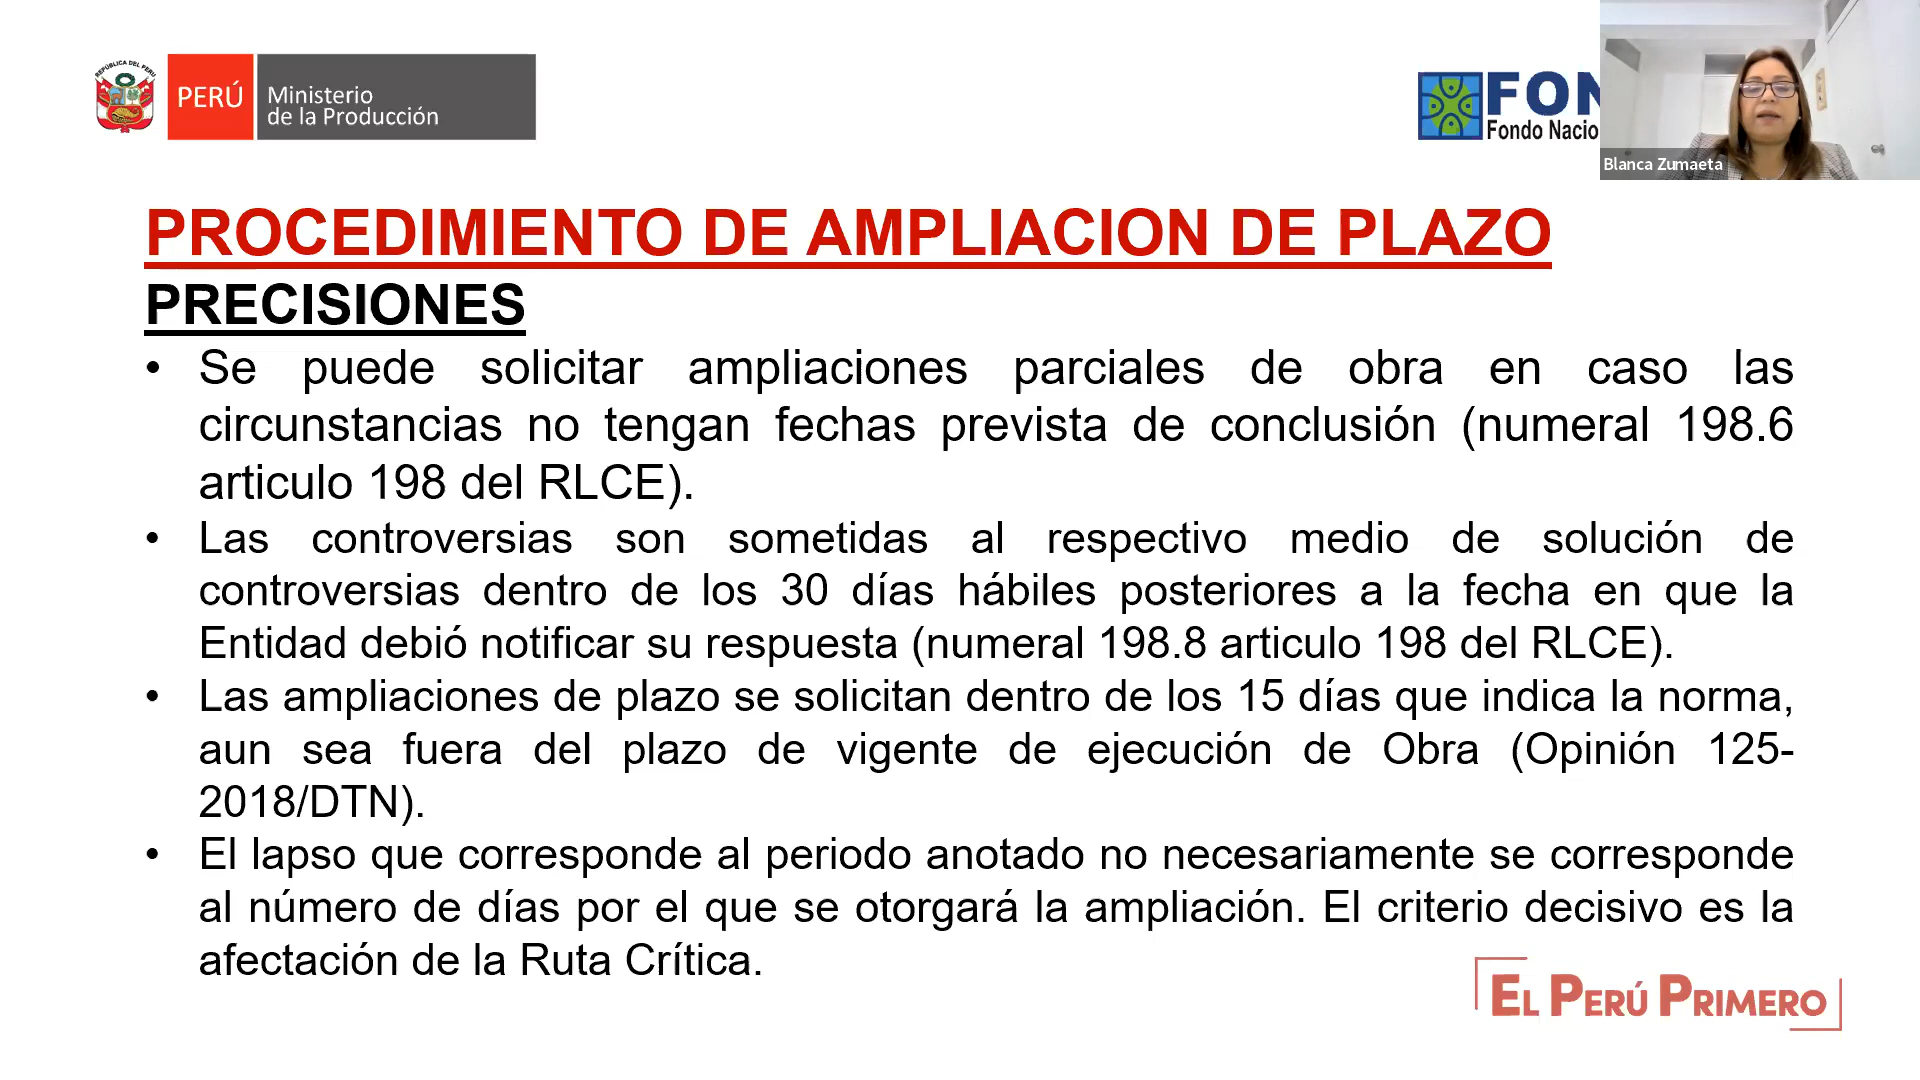 REPÚBLICA DEL PERÚ
PERÚ
Ministerio
de la Producción
FON
Fondo Nacio
Blanca Zumaeta
PROCEDIMIENTO DE AMPLIACION DE PLAZO
PRECISIONES
• Se puede solicitar ampliaciones parciales de obra en caso las
circunstancias no tengan fechas prevista de conclusión (numeral 198.6
articulo 198 del RLCE).
• Las controversias son sometidas al respectivo medio de solución de
controversias dentro de los 30 días hábiles posteriores a la fecha en que la
Entidad debió notificar su respuesta (numeral 198.8 articulo 198 del RLCE).
• Las ampliaciones de plazo se solicitan dentro de los 15 días que indica la norma,
aun sea fuera del plazo de vigente de ejecución de Obra (Opinión 125-
2018/DTN).
• El lapso que corresponde al periodo anotado no necesariamente se corresponde
al número de días por el que se otorgará la ampliación. El criterio decisivo es la
afectación de la Ruta Crítica.
EL PERÚ PRIMERO